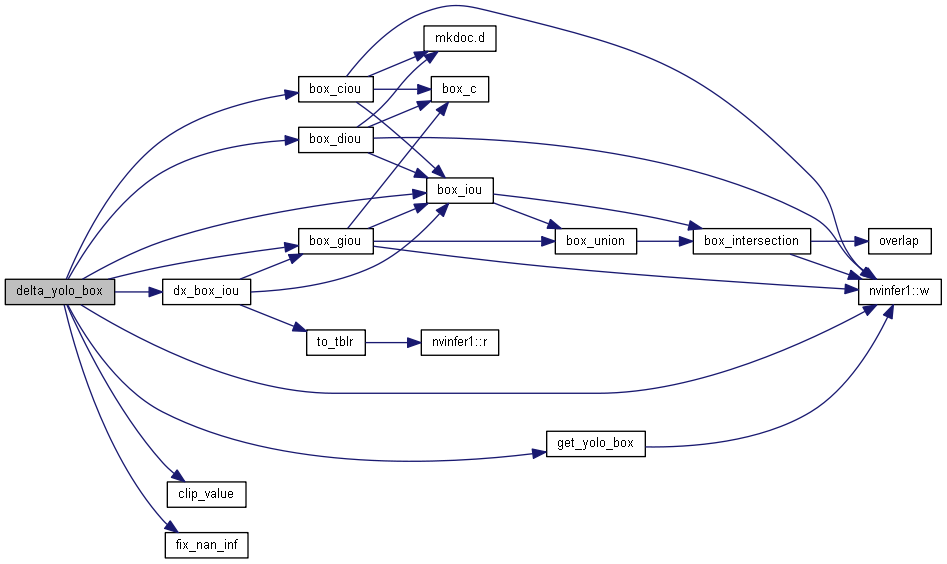 mkdoc.d
box_ciou
box_c
box_diou
box_iou
box_giou
box_union
box_intersection
overlap
delta_yolo_box
dx_box_iou
nvinfer1::w
to_tblr
nvinfer1::r
get_yolo_box
clip_value
fix_nan_inf